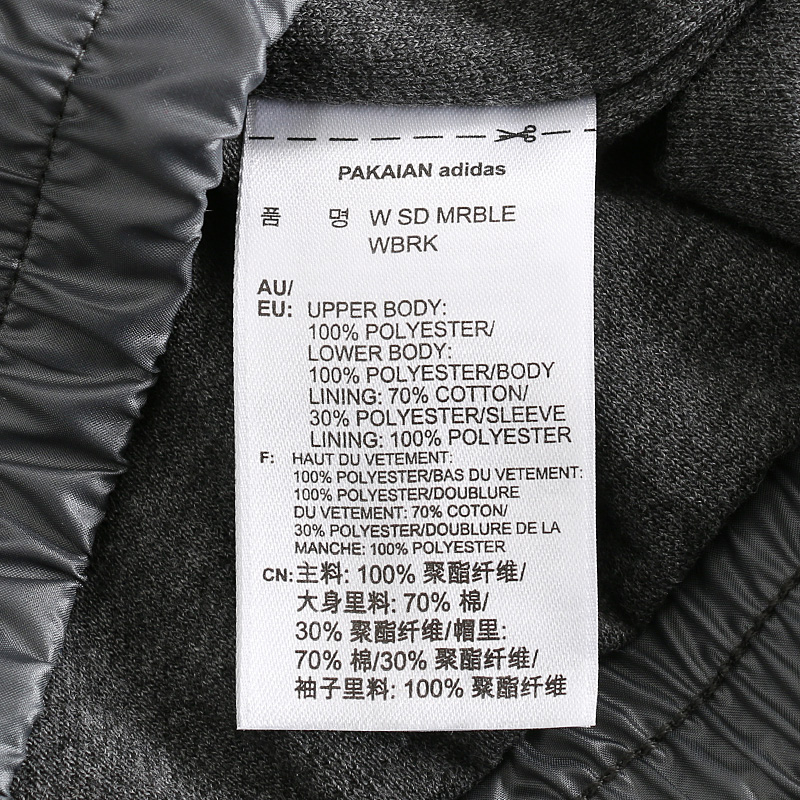 PAKAIAN adidas
품 명 W SD MRBLE
WBRK
AU/
EU: UPPER BODY:
100% POLYESTER/
LOWER BODY:
100% POLYESTER/BODY
LINING: 70% COTTON/
30% POLYESTER/SLEEVE
LINING: 100% POLYESTER
F: HAUT DU VETEMENT:
100% POLYESTER/BAS DU VETEMENT:
100% POLYESTER/DOUBLURE
DU VETEMENT: 70% COTON/
30% POLYESTER/DOUBLURE DE LA
MANCHE: 100% POLYESTER
CN: 主料: 100% 聚酯纤维/
大身里料: 70% 棉/
30% 聚酯纤维/帽里:
70% 棉/30% 聚酯纤维/
袖子里料: 100% 聚酯纤维